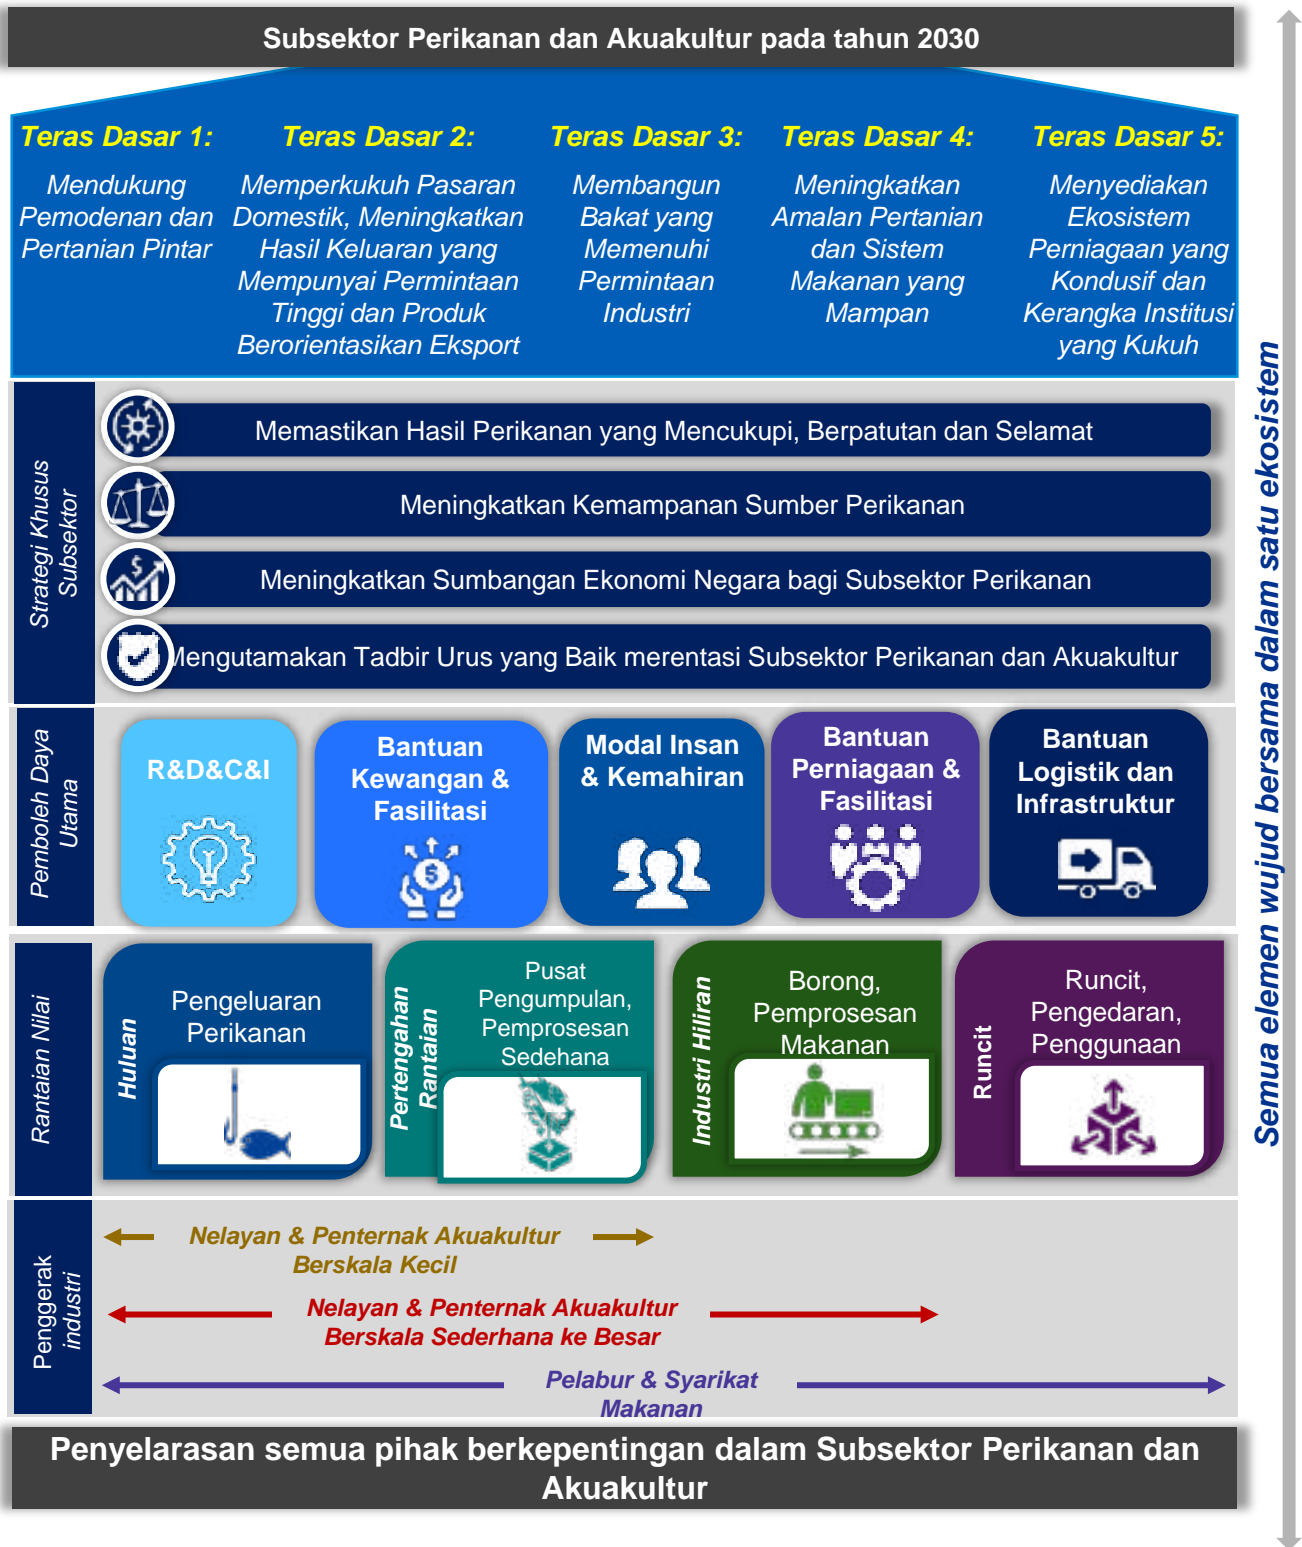 Subsektor Perikanan dan Akuakultur pada tahun 2030
Teras Dasar 1:
Mendukung
Pemodenan dan
Pertanian Pintar
Teras Dasar 2:
Memperkukuh Pasaran
Domestik, Meningkatkan
Hasil Keluaran yang
Mempunyai Permintaan
Tinggi dan Produk
Berorientasikan Eksport
Teras Dasar 3:
Membangun
Bakat yang
Memenuhi
Permintaan
Industri
Teras Dasar 4:
Meningkatkan
Amalan Pertanian
dan Sistem
Makanan yang
Mampan
Teras Dasar 5:
Menyediakan
Ekosistem
Perniagaan yang
Kondusif dan
Kerangka Institusi
yang Kukuh
Strategi Khusus
Subsektor
Memastikan Hasil Perikanan yang Mencukupi, Berpatutan dan Selamat
Meningkatkan Kemampanan Sumber Perikanan
Meningkatkan Sumbangan Ekonomi Negara bagi Subsektor Perikanan
Mengutamakan Tadbir Urus yang Baik merentasi Subsektor Perikanan dan Akuakultur
Pemboleh Daya
Utama
R&D&C&I
Bantuan
Kewangan &
Fasilitasi
Modal Insan
& Kemahiran
Bantuan
Perniagaan &
Fasilitasi
Bantuan
Logistik dan
Infrastruktur
Rantaian Nilai
Huluan
Pengeluaran
Perikanan
Pertengahan
Rantaian
Pusat
Pengumpulan,
Pemprosesan
Sedehana
Industri Hiliran
Borong,
Pemprosesan
Makanan
Runcit
Runcit,
Pengedaran,
Penggunaan
Penggerak
industri
Nelayan & Penternak Akuakultur
Berskala Kecil
Nelayan & Penternak Akuakultur
Berskala Sederhana ke Besar
Pelabur & Syarikat
Makanan
Penyelarasan semua pihak berkepentingan dalam Subsektor Perikanan dan
Akuakultur
Semua elemen wujud bersama dalam satu ekosistem